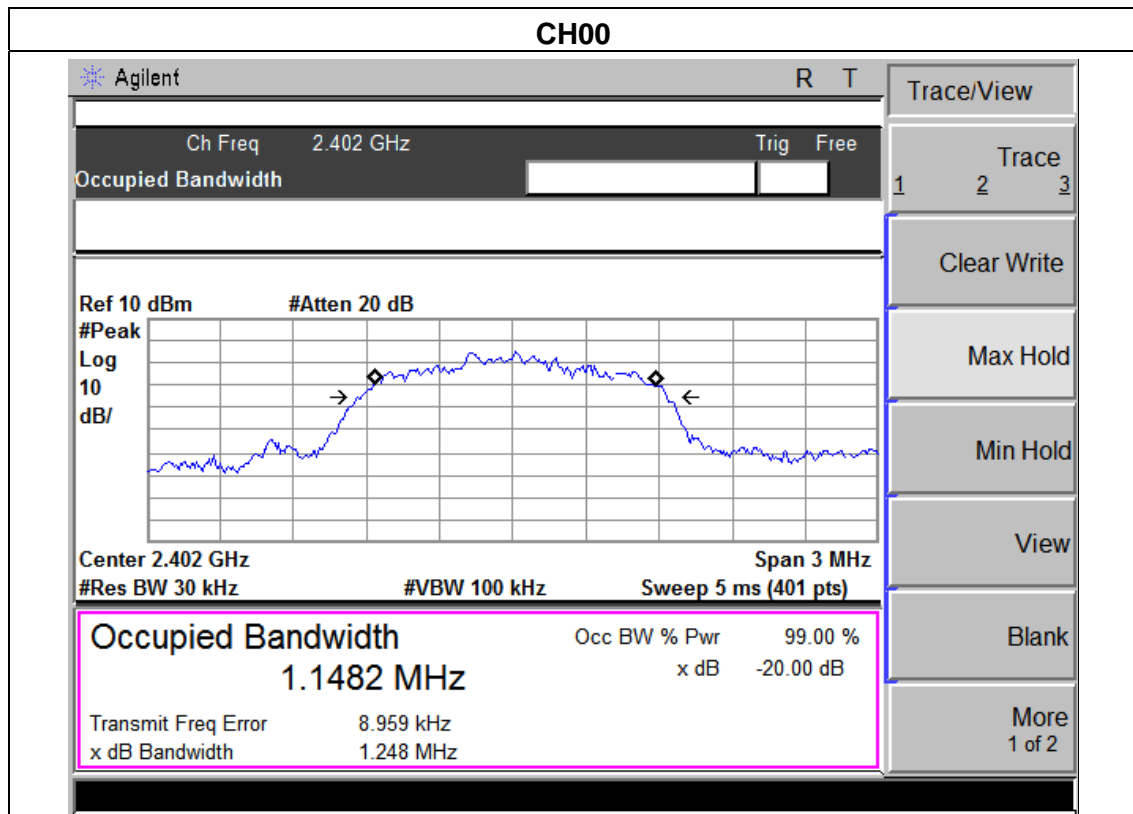 CH00
Agilent R T
Trace/View
Ch Freq 2.402 GHz Trig Free
Occupied Bandwidth
Trace
1 2 3
Clear Write
Ref 10 dBm #Atten 20 dB
#Peak
Log
10
dB/
Max Hold
Min Hold
View
Center 2.402 GHz Span 3 MHz
#Res BW 30 kHz #VBW 100 kHz Sweep 5 ms (401 pts)
Occupied Bandwidth Occ BW % Pwr 99.00 %
1.1482 MHz x dB -20.00 dB
Transmit Freq Error 8.959 kHz
x dB Bandwidth 1.248 MHz
Blank
More
1 of 2